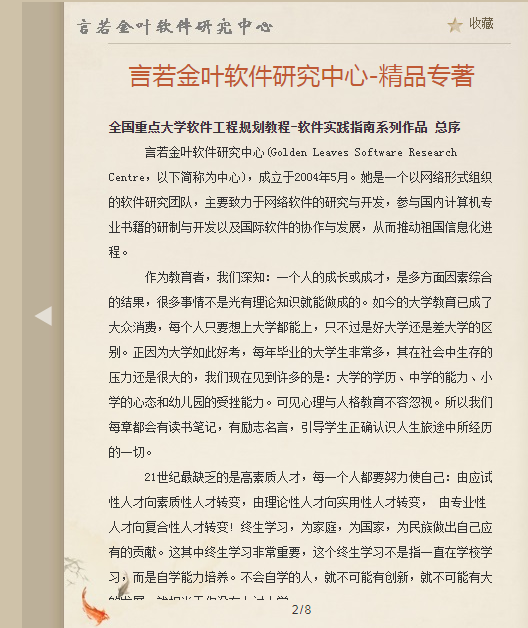 言若金叶软件研究中心
收藏
言若金叶软件研究中心-精品专著
全国重点大学软件工程规划教程-软件实践指南系列作品 总序
言若金叶软件研究中心(Golden Leaves Software Research
Centre，以下简称为中心)，成立于2004年5月。她是一个以网络形式组织
的软件研究团队，主要致力于网络软件的研究与开发，参与国内计算机专
业书籍的研制与开发以及国际软件的协作与发展，从而推动祖国信息化进
程。
作为教育者，我们深知：一个人的成长或成才，是多方面因素综合
的结果，很多事情不是光有理论知识就能做成的。如今的大学教育已成了
大众消费，每个人只要想上大学都能上，只不过是好大学还是差大学的区
别。正因为大学如此好考，每年毕业的大学生非常多，其在社会中生存的
压力还是很大的，我们现在见到许多的是：大学的学历、中学的能力、小
学的心态和幼儿园的受挫能力。可见心理与人格教育不容忽视。所以我们
每章都会有读书笔记，有励志名言，引导学生正确认识人生旅途中所经历
的一切。
21世纪最缺乏的是高素质人才，每一个人都要努力使自己：由应试
性人才向素质性人才转变，由理论性人才向实用性人才转变， 由专业性
人才向复合性人才转变！终生学习，为家庭，为国家，为民族做出自己应
有的贡献。这其中终生学习非常重要，这个终生学习不是指一直在学校学
习，而是自学能力培养。不会自学的人，就不可能有创新，就不可能有大
2/8